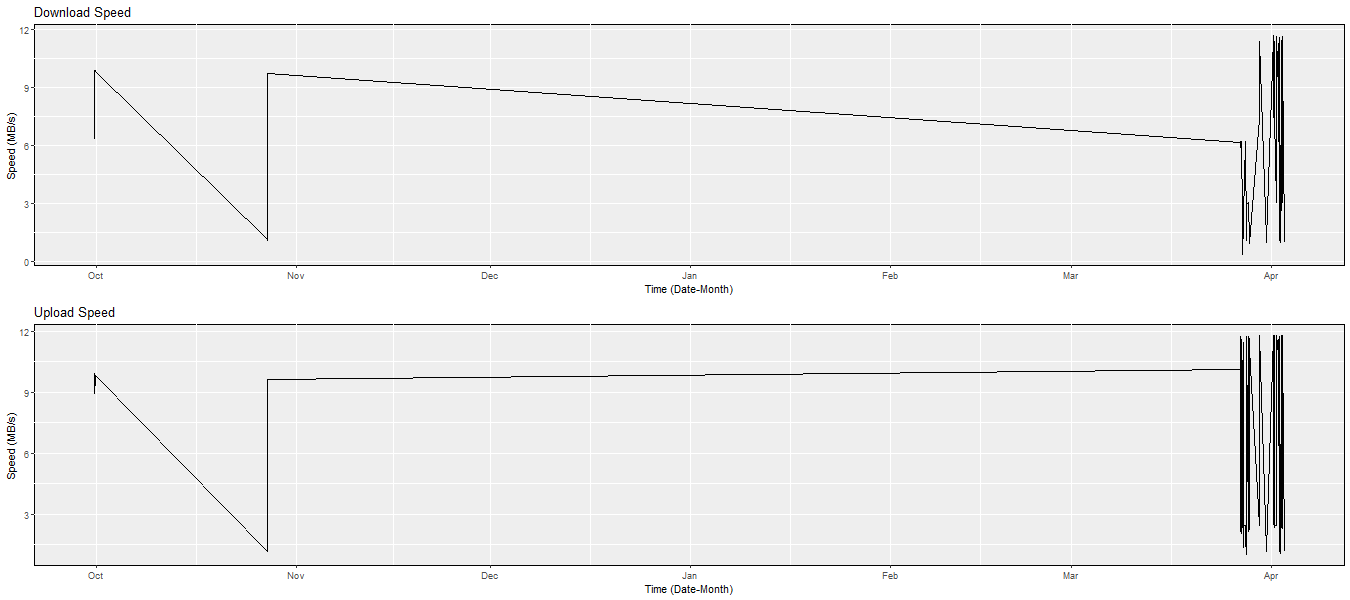 Download Speed
12
9
6
3
0
Speed (MB/s)
Oct Nov Dec Jan Feb Mar Apr
Time (Date-Month)
Upload Speed
12
9
6
3
Speed (MB/s)
Oct Nov Dec Jan Feb Mar Apr
Time (Date-Month)